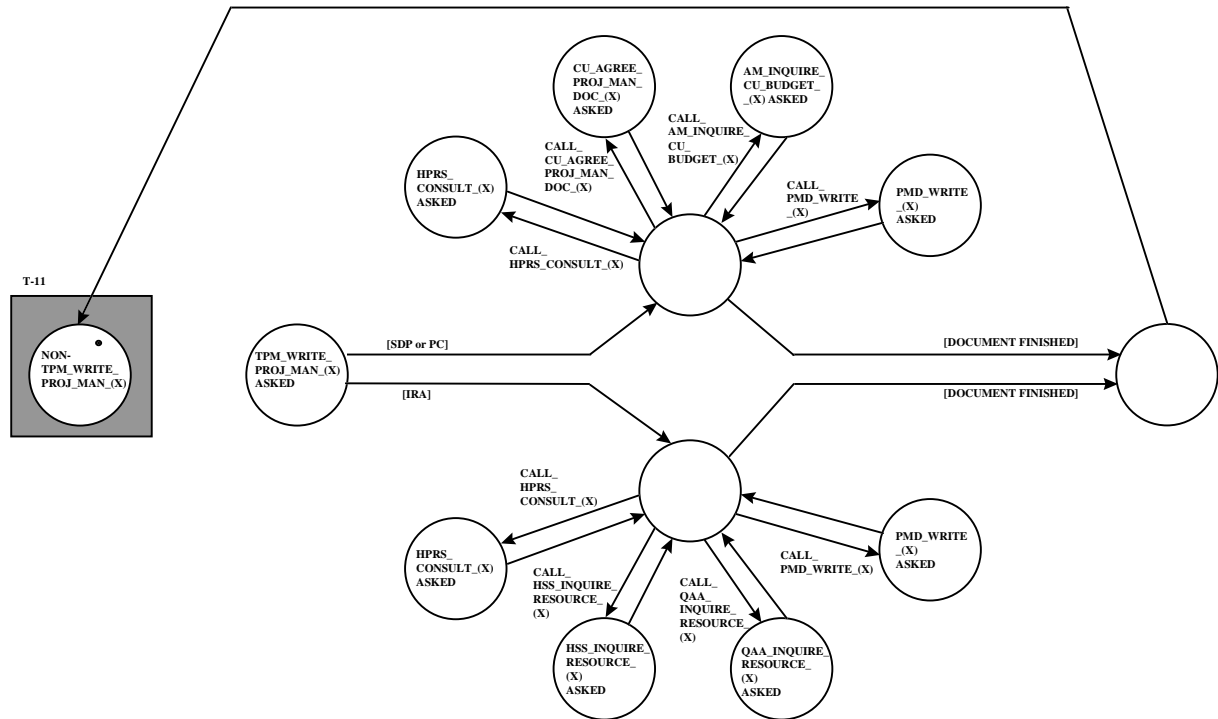 CU_AGREE_
PROJ_MAN_
DOC_(X)
ASKED
AM_INQUIRE_
CU_BUDGET_
_(X) ASKED
CALL_
AM_INQUIRE_
CU_
BUDGET_(X)
CALL_
CU_AGREE_
PROJ_MAN_
DOC_(X)
HPRS_
CONSULT_(X)
ASKED
CALL_
PMD_WRITE_
_(X)
PMD_WRITE
_(X)
ASKED
CALL_
HPRS_CONSULT_(X)
T-11
NON-
TPM_WRITE_
PROJ_MAN_(X)
TPM_WRITE_
PROJ_MAN_(X)
ASKED
[SDP or PC]
[DOCUMENT FINISHED]
[IRA]
[DOCUMENT FINISHED]
CALL_
HPRS_
CONSULT_(X)
HPRS_
CONSULT_(X)
ASKED
CALL_
HSS_INQUIRE_
RESOURCE_
(X)
CALL_
QAA_
INQUIRE_
RESOURCE_
(X)
CALL_
PMD_WRITE_(X)
PMD_WRITE
_(X)
ASKED
HSS_INQUIRE_
RESOURCE_
(X)
ASKED
QAA_INQUIRE_
RESOURCE_
(X)
ASKED